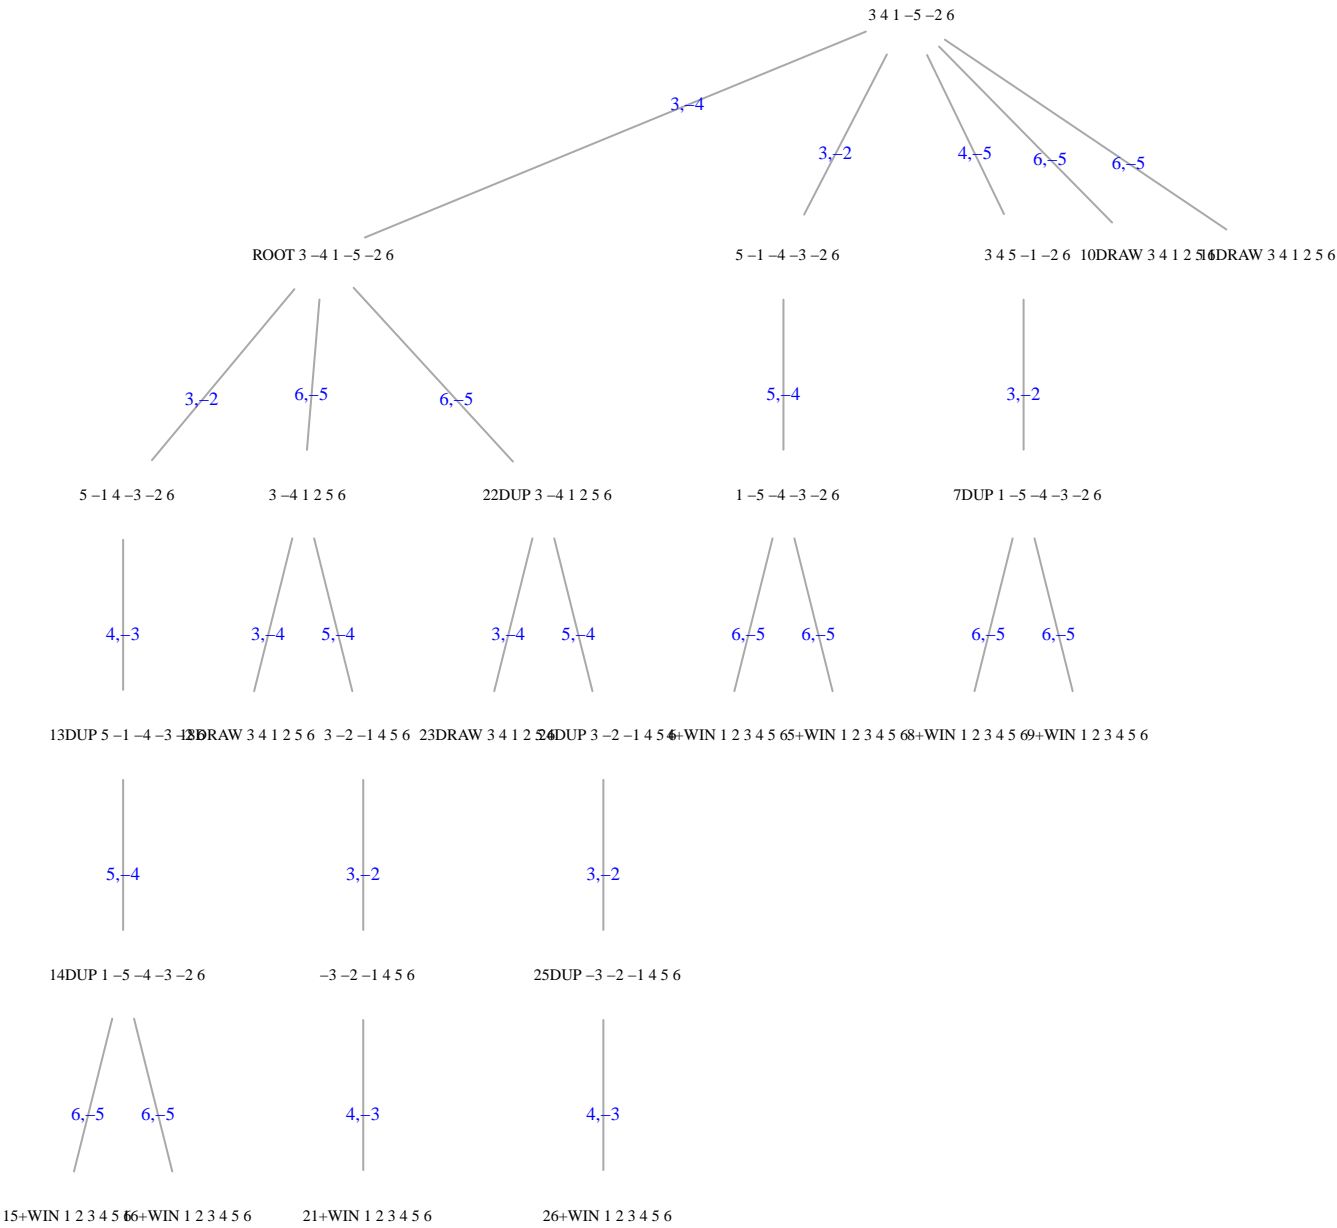 3 4 1 −5 −2 6
3,−4
3,−2
4,−5
6,−5
6,−5
ROOT 3 −4 1 −5 −2 6
5 −1 −4 −3 −2 6
3 4 5 −1 −2 6
10DRAW 3 4 1 2 5 6
11DRAW 3 4 1 2 5 6
3,−2
6,−5
6,−5
5,−4
3,−2
5 −1 4 −3 −2 6
3 −4 1 2 5 6
22DUP 3 −4 1 2 5 6
1 −5 −4 −3 −2 6
7DUP 1 −5 −4 −3 −2 6
4,−3
3,−4
5,−4
3,−4
5,−4
6,−5
6,−5
6,−5
6,−5
13DUP 5 −1 −4 −3 −2 6
18DRAW 3 4 1 2 5 6
3 −2 −1 4 5 6
23DRAW 3 4 1 2 5 6
24DUP 3 −2 −1 4 5 6
4+WIN 1 2 3 4 5 6
5+WIN 1 2 3 4 5 6
8+WIN 1 2 3 4 5 6
9+WIN 1 2 3 4 5 6
5,−4
3,−2
3,−2
14DUP 1 −5 −4 −3 −2 6
−3 −2 −1 4 5 6
25DUP −3 −2 −1 4 5 6
6,−5
6,−5
4,−3
4,−3
15+WIN 1 2 3 4 5 6
16+WIN 1 2 3 4 5 6
21+WIN 1 2 3 4 5 6
26+WIN 1 2 3 4 5 6